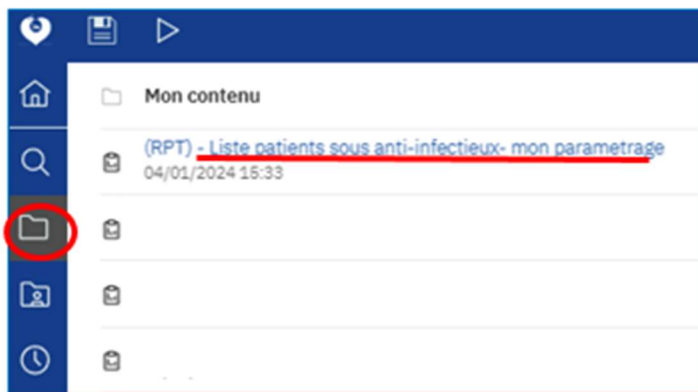 Mon contenu
(RPT) - Liste patients sous anti-infectieux- mon parametrage
04/01/2024 15:33